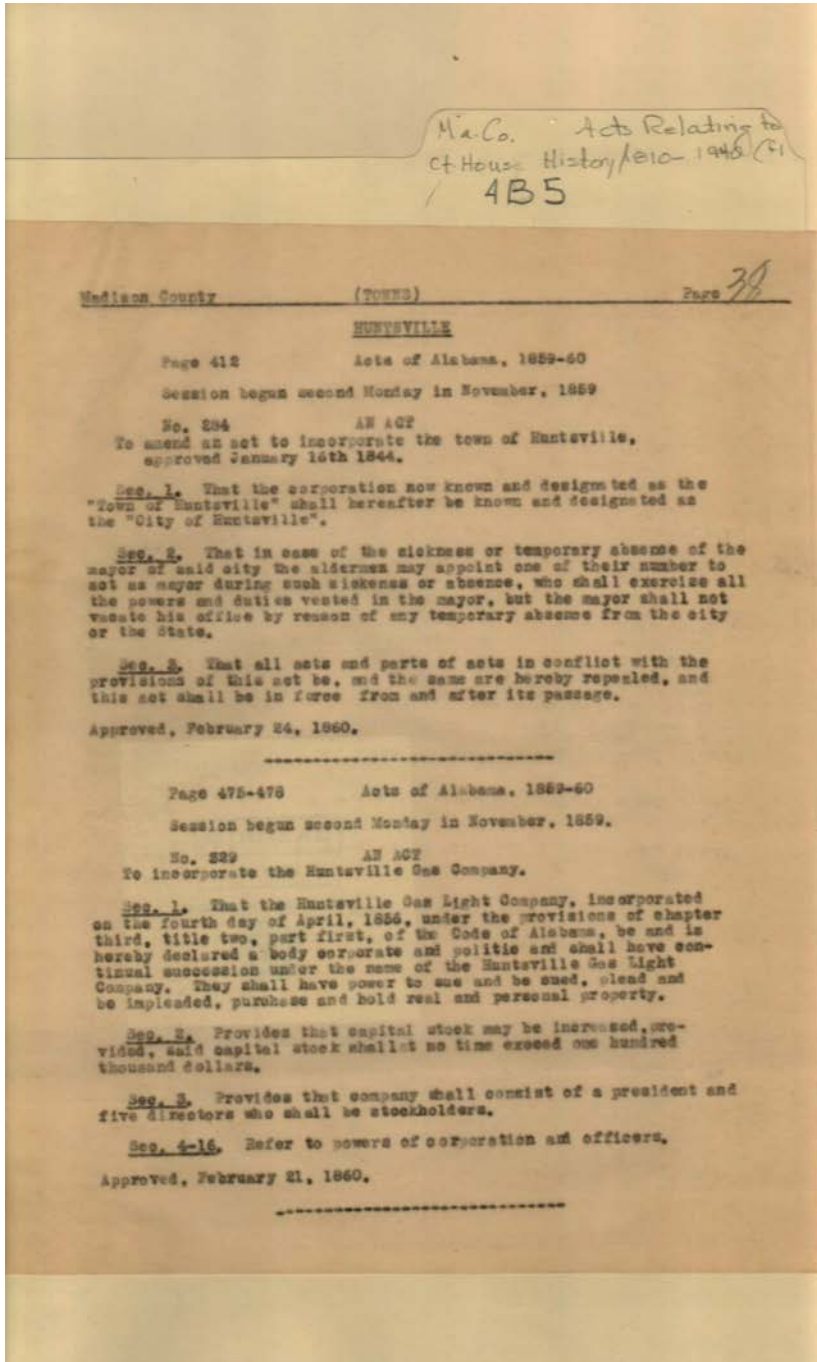 Ma. Co. Acts Relating to
Ct. House History 1810-1940
4B5
Madison County (TOWNS) Page 38
HUNTSVILLE
Page 412 Acts of Alabama, 1859-60
Session begun second Monday in November, 1859
No. 284 AN ACT
To amend an act to incorporate the town of Huntsville,
approved January 16th 1844.
Sec. 1. That the corporation now known and designated as the
"Town of Huntsville" shall hereafter be known and designated as
the "City of Huntsville".
Sec. 2. That in case of the sickness or temporary absence of the
mayor of said city the aldermen may appoint one of their number to
act as mayor during such sickenss or absence, who shall exercise all
the powers and duties vested in the mayor, but the mayor shall not
vacate his office by reason of any temporary absence from the city
or the State.
Sec. 3. That all acts and parts of acts in conflict with the
provisions of this act be, and the same are hereby repealed, and
this act shall be in force from and after its passage.
Approved, February 24, 1860.
Page 475-478 Acts of Alabama, 1859-60
Session begun second Monday in November, 1859.
No. 329 AN ACT
To incorporate the Huntsville Gas Company.
Sec. 1. That the Huntsville Gas Light Company, incorporated
on the fourth day of April, 1856, under the provisions of chapter
third, title two, part first, of the Code of Alabama, be and is
hereby declared a body corporate and politic and shall have con-
tinual succession under the name of the Huntsville Gas Light
Company. They shall have power to sue and be sued, plead and
be impleaded, purchase and hold real and personal property.
Sec. 2. Provides that capital stock may be increased, pro-
vided, said capital stock shallat no time exceed one hundred
thousand dollars.
Sec. 3. Provides that company shall consist of a president and
five directors who shall be stockholders.
Sec. 4-16. Refer to powers of corporation and officers.
Approved, February 21, 1860.